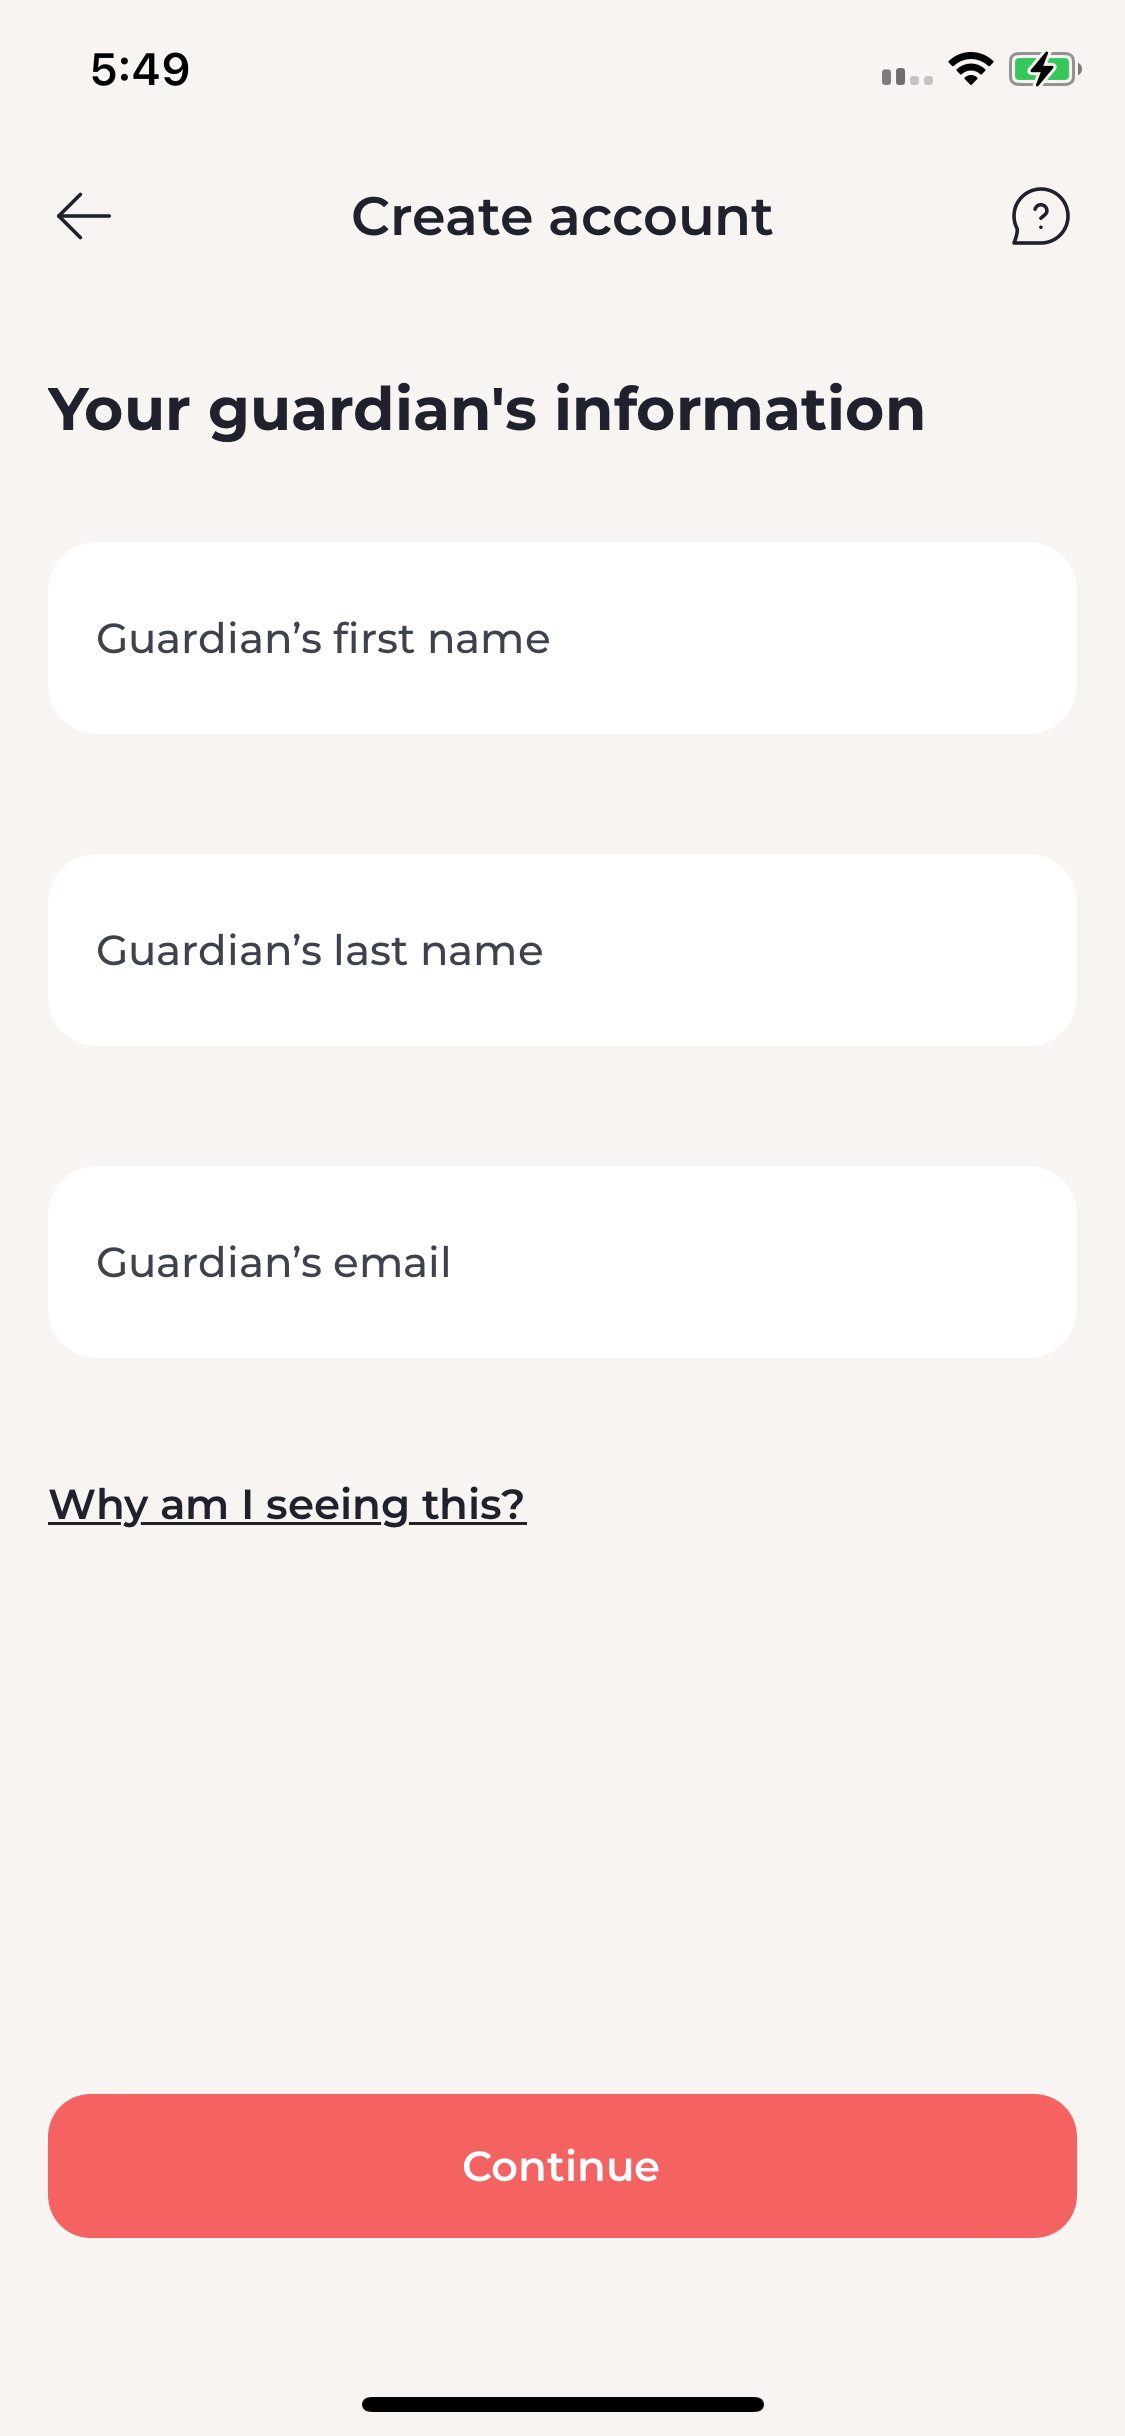 5:49
Create account
?
Your guardian's information
Guardian’s first name
Guardian’s last name
Guardian’s email
Why am I seeing this?
Continue